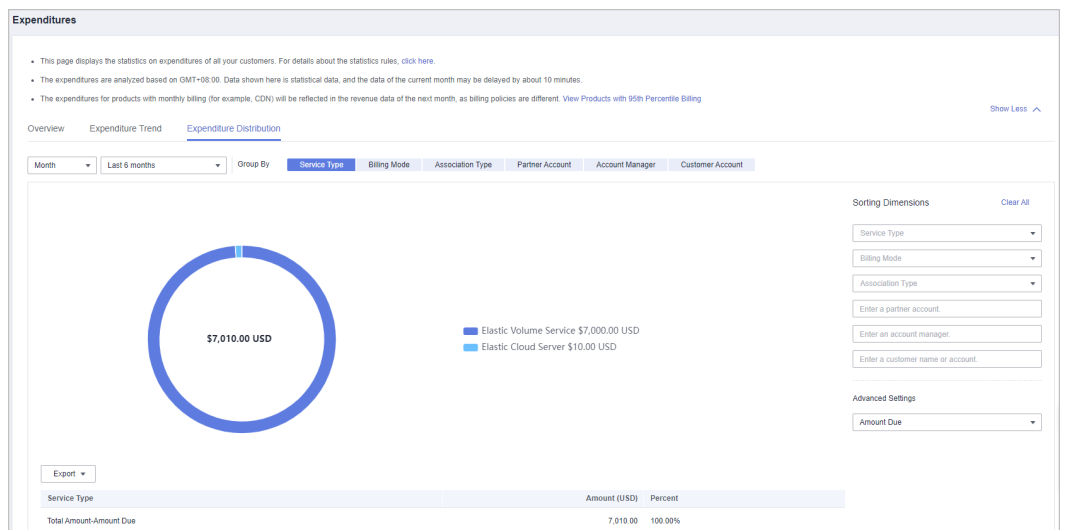 Expenditures
This page displays the statistics on expenditures of all your customers. For details about the statistics rules, click here.
The expenditures are analyzed based on GMT+08:00. Data shown here is statistical data, and the data of the current month may be delayed by about 10 minutes.
The expenditures for products with monthly billing (for example, CDN) will be reflected in the revenue data of the next month, as billing policies are different. View Products with 95th Percentile Billing
Show Less
Overview Expenditure Trend Expenditure Distribution
Month Last 6 months Group By Service Type Billing Mode Association Type Partner Account Account Manager Customer Account
Sorting Dimensions Clear All
Service Type
Billing Mode
Association Type
Enter a partner account.
Enter an account manager.
Enter a customer name or account.
Advanced Settings
Amount Due
$7,010.00 USD
Elastic Volume Service $7,000.00 USD
Elastic Cloud Server $10.00 USD
Export
Service Type Amount (USD) Percent
Total Amount-Amount Due 7,010.00 100.00%